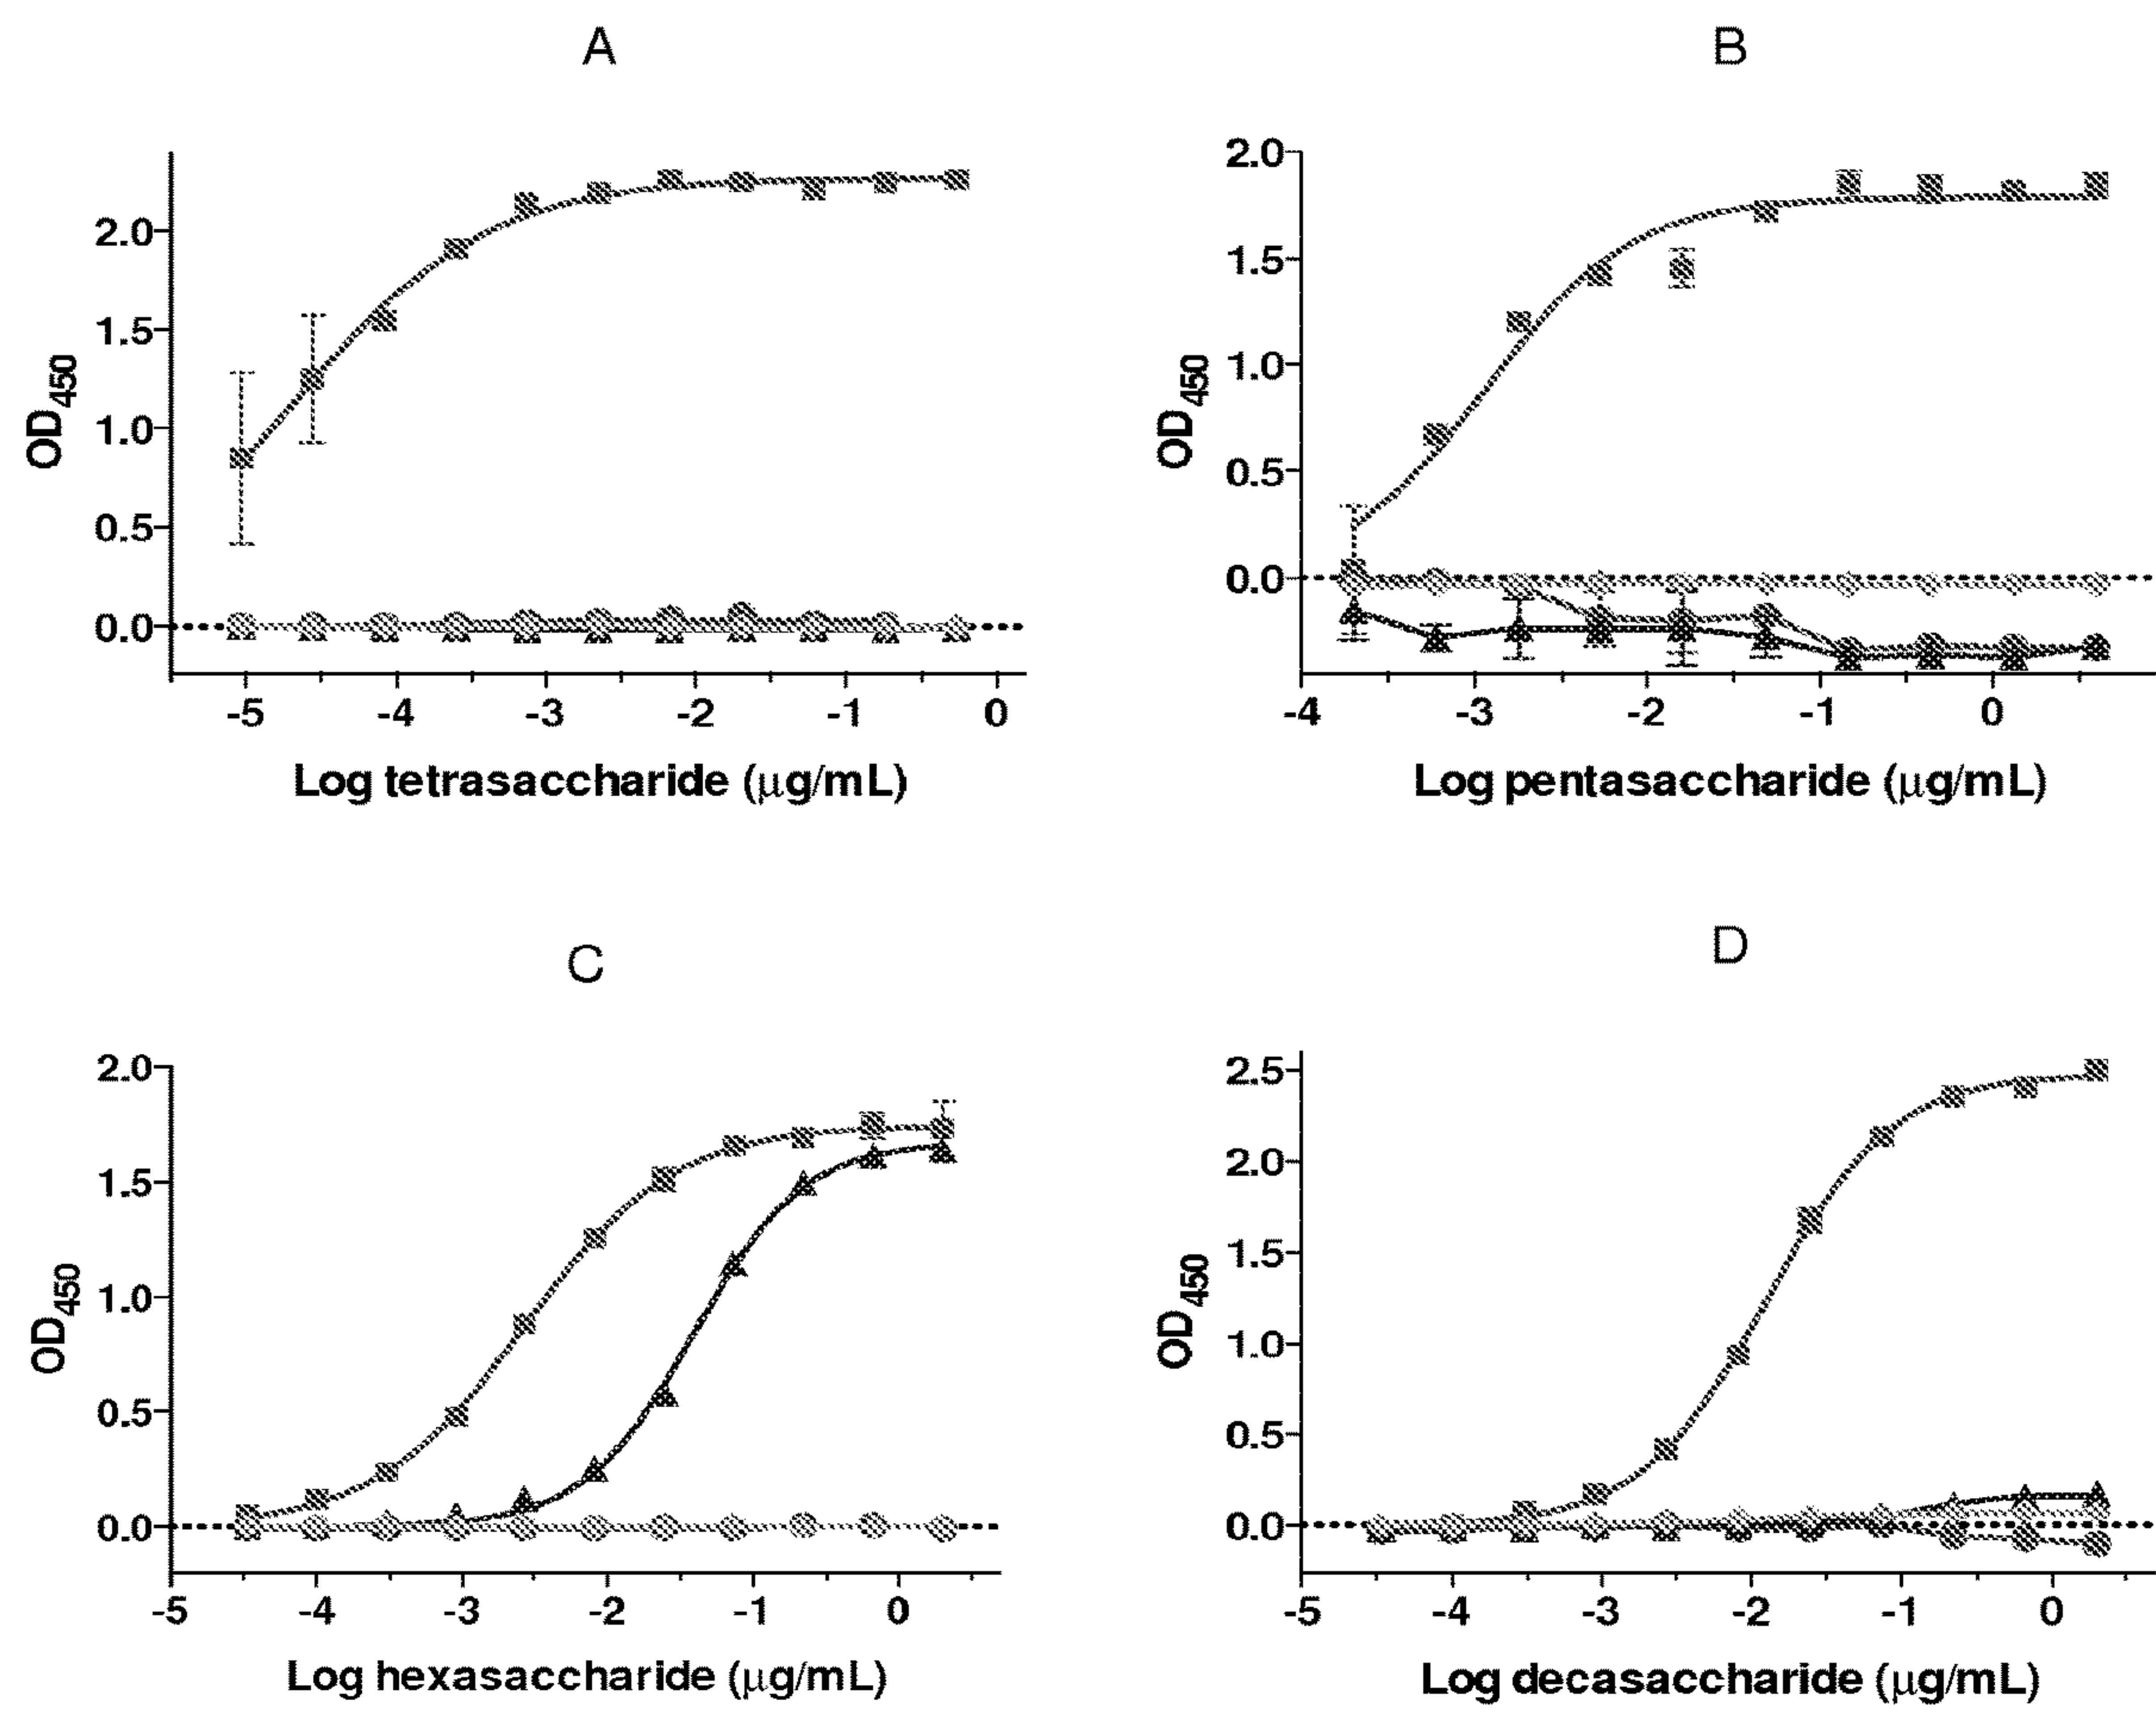 A
B
2.0
1.5
1.0
0.5
0.0
OD450
-5 -4 -3 -2 -1 0
Log tetrasaccharide (μg/mL)
2.0
1.5
1.0
0.5
0.0
OD450
-4 -3 -2 -1 0
Log pentasaccharide (μg/mL)
C
D
2.0
1.5
1.0
0.5
0.0
OD450
-5 -4 -3 -2 -1 0
Log hexasaccharide (μg/mL)
2.5
2.0
1.5
1.0
0.5
0.0
OD450
-5 -4 -3 -2 -1 0
Log decasaccharide (μg/mL)